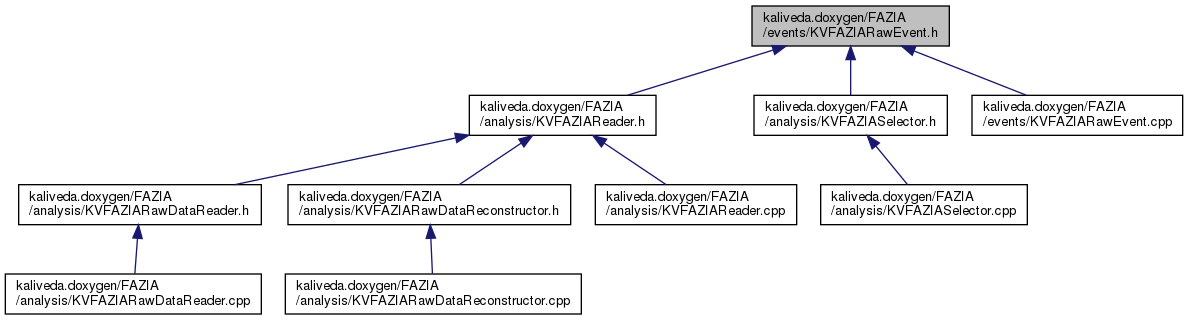 kaliveda.doxygen/FAZIA
/events/KVFAZIARawEvent.h
kaliveda.doxygen/FAZIA
/analysis/KVFAZIAReader.h
kaliveda.doxygen/FAZIA
/analysis/KVFAZIASelector.h
kaliveda.doxygen/FAZIA
/events/KVFAZIARawEvent.cpp
kaliveda.doxygen/FAZIA
/analysis/KVFAZIARawDataReader.h
kaliveda.doxygen/FAZIA
/analysis/KVFAZIARawDataReconstructor.h
kaliveda.doxygen/FAZIA
/analysis/KVFAZIAReader.cpp
kaliveda.doxygen/FAZIA
/analysis/KVFAZIASelector.cpp
kaliveda.doxygen/FAZIA
/analysis/KVFAZIARawDataReader.cpp
kaliveda.doxygen/FAZIA
/analysis/KVFAZIARawDataReconstructor.cpp